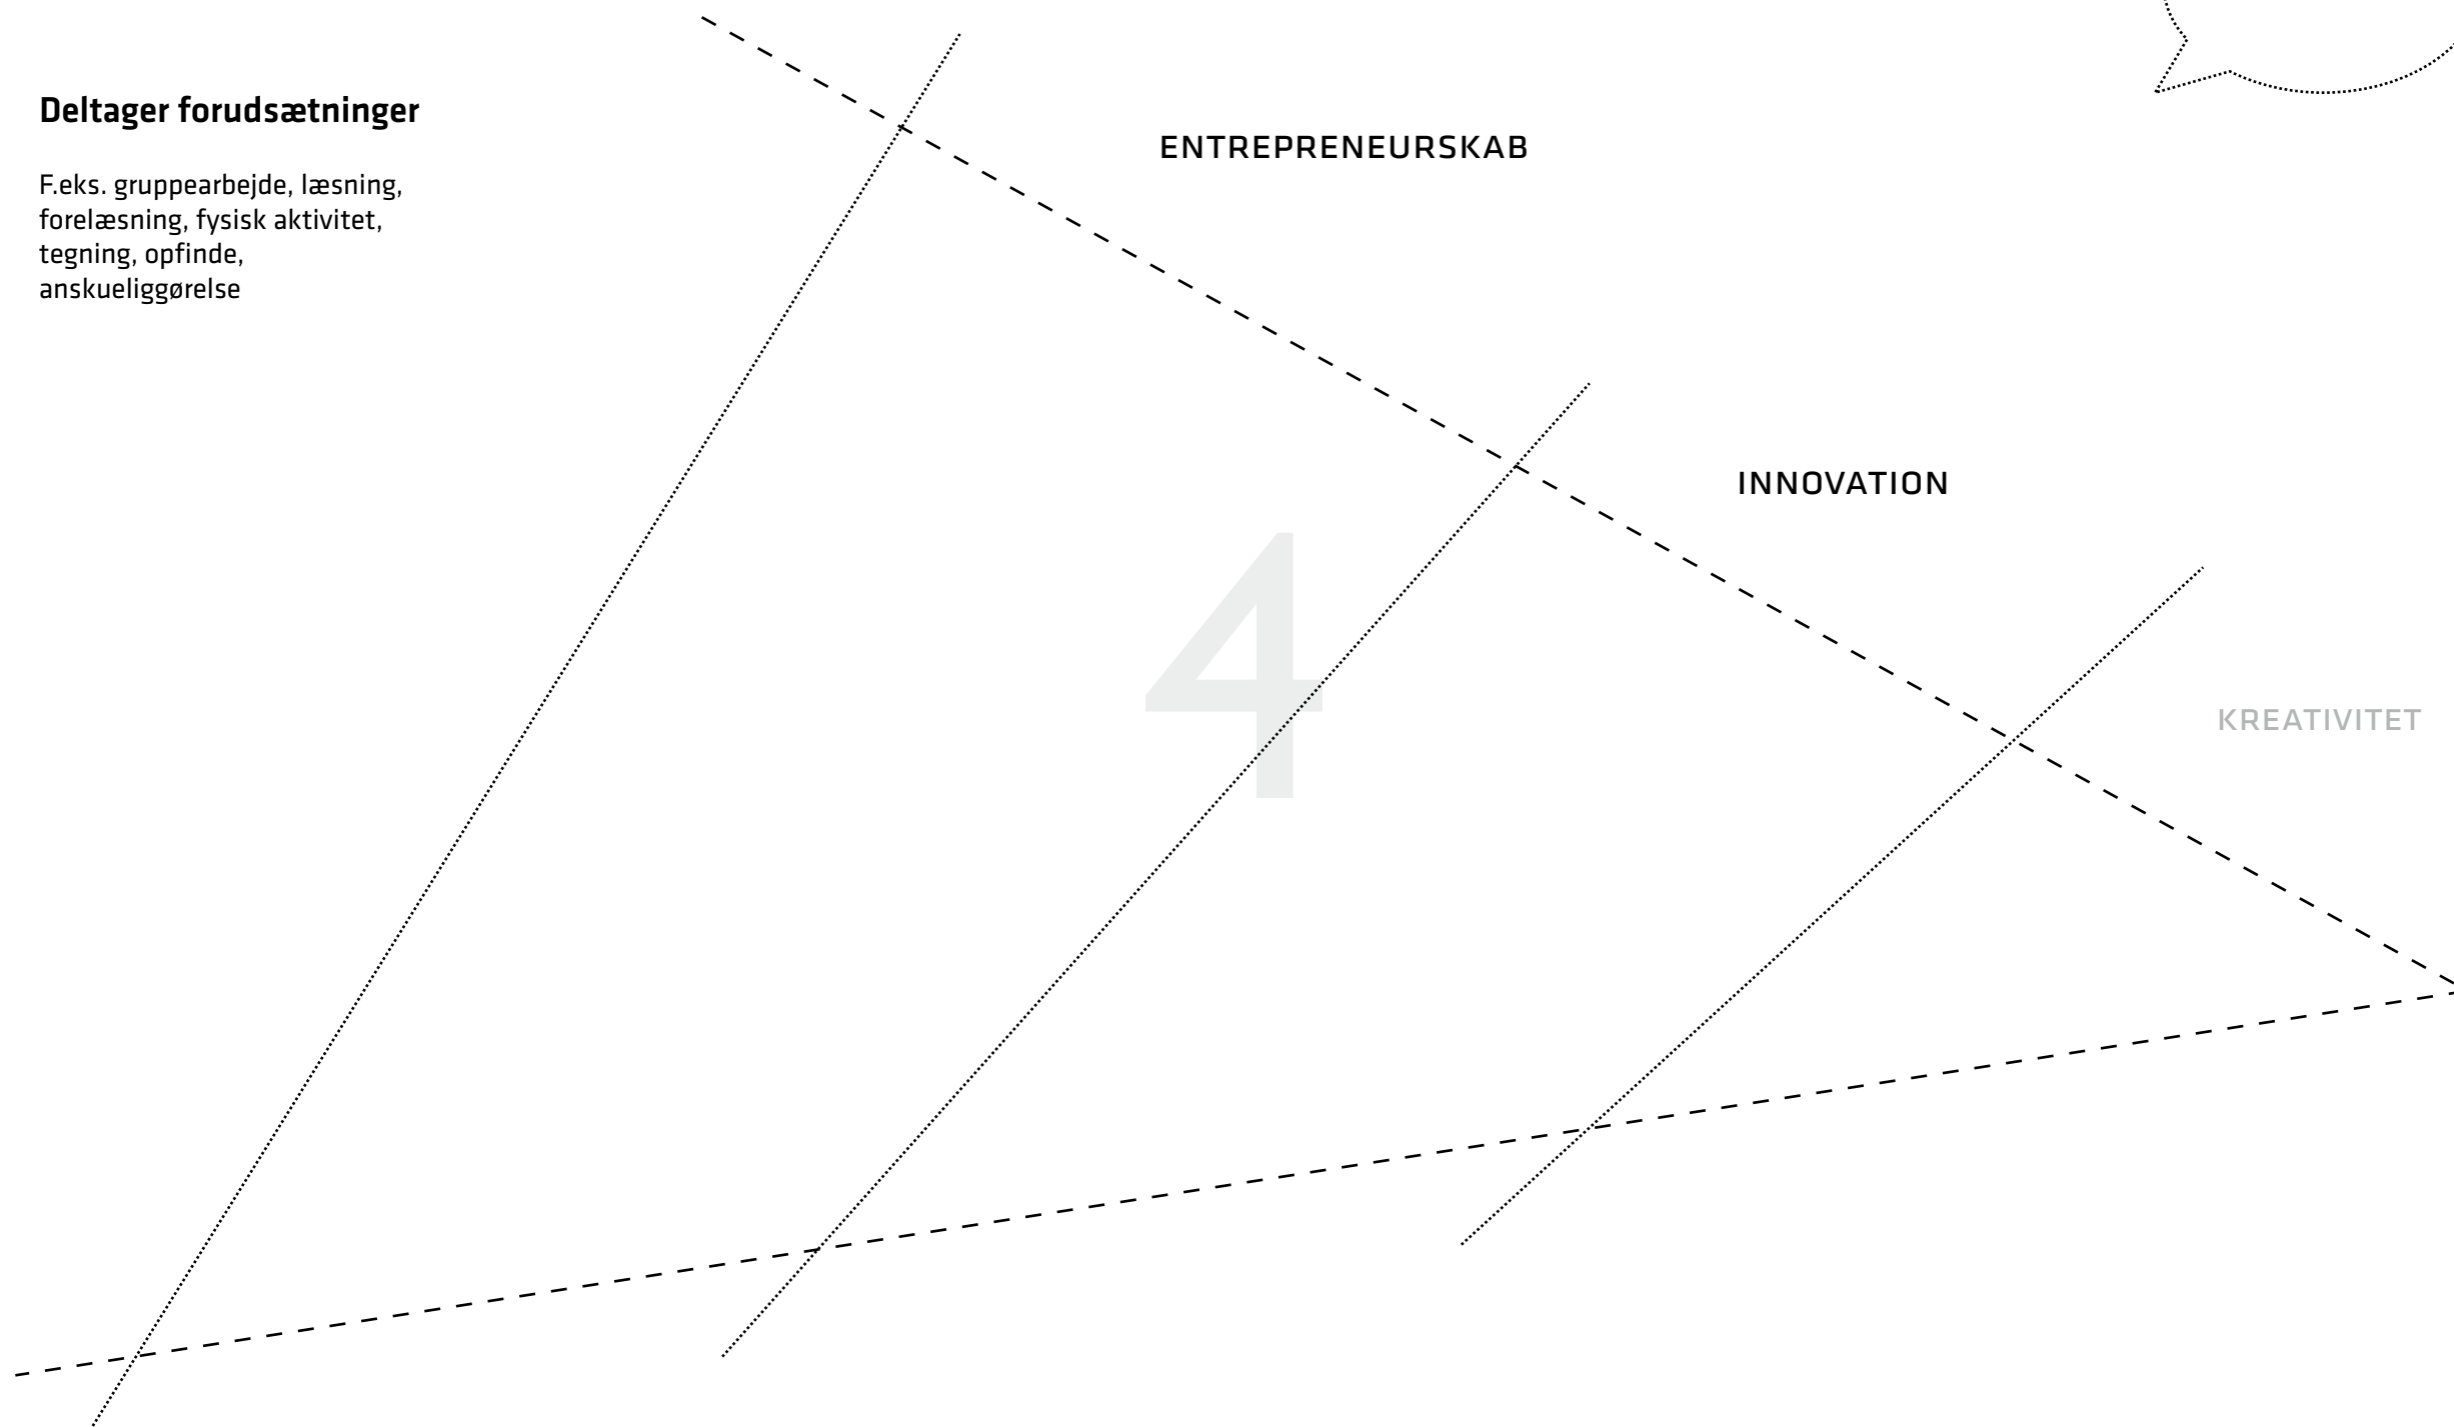 Deltager forudsætninger
F.eks. gruppearbejde, læsning,
forelæsning, fysisk aktivitet,
tegning, opfinde,
anskueliggørelse
ENTREPRENEURSKAB
INNOVATION
4
KREATIVITET